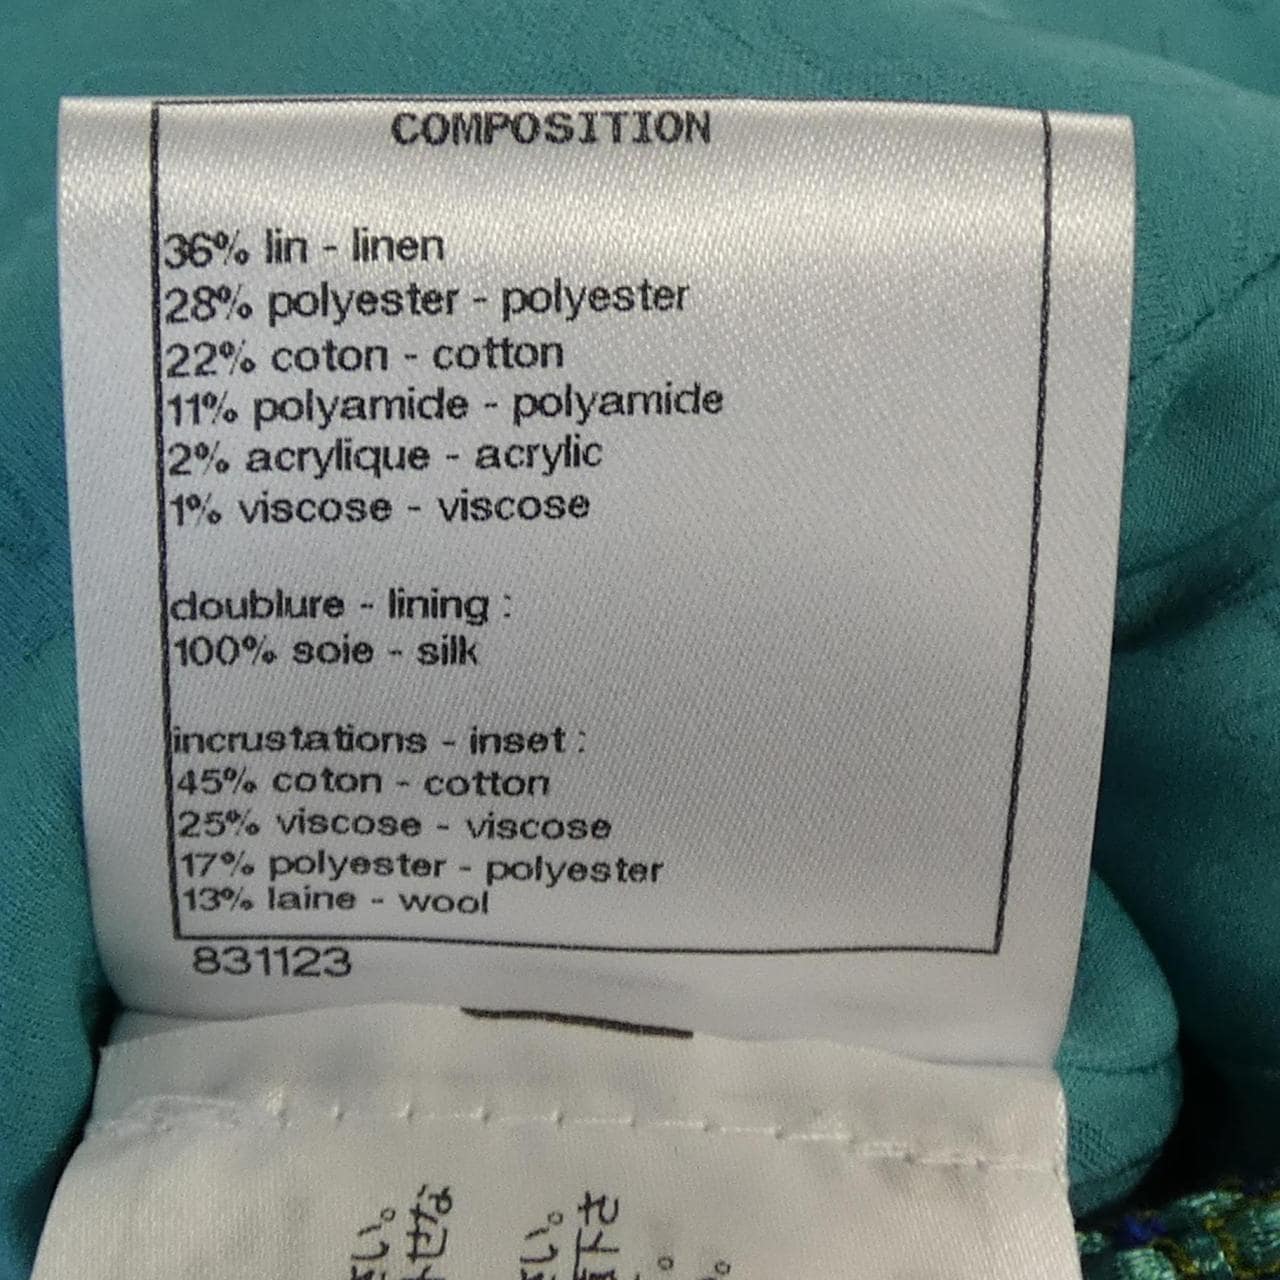 COMPOSITION
36% lin - linen
28% polyester - polyester
22% coton - cotton
11% polyamide - polyamide
2% acrylique - acrylic
1% viscose - viscose
doublure - lining :
100% soie - silk
incrustations - inset :
45% coton - cotton
25% viscose - viscose
17% polyester - polyester
13% laine - wool
831123